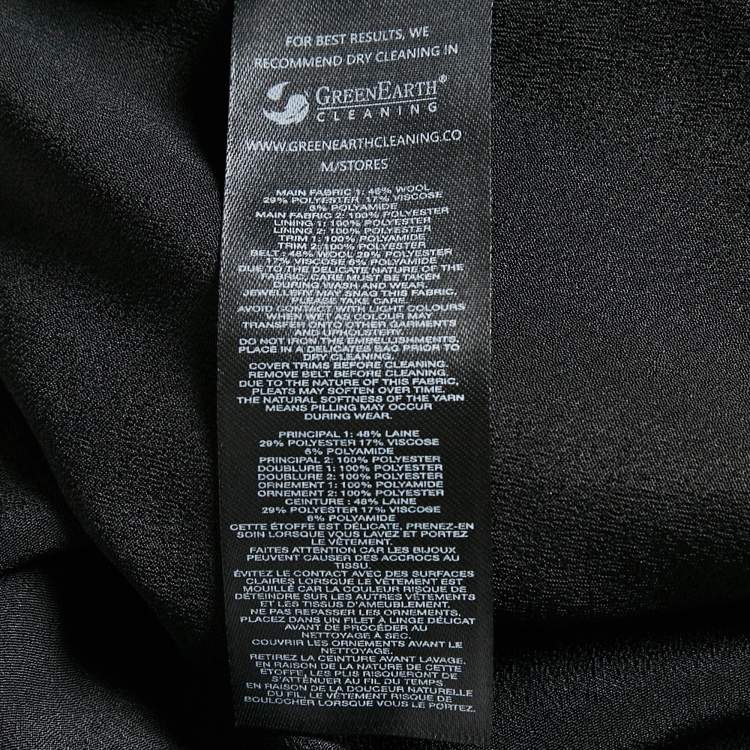 FOR BEST RESULTS, WE
RECOMMEND DRY CLEANING IN
GREENEARTH®
CLEANING
WWW.GREENEARTHCLEANING.CO
M/STORES
MAIN FABRIC 1: 48% WOOL
29% POLYESTER 17% VISCOSE
6% POLYAMIDE
MAIN FABRIC 2: 100% POLYESTER
LINING 1: 100% POLYESTER
LINING 2: 100% POLYESTER
TRIM 1: 100% POLYAMIDE
TRIM 2: 100% POLYESTER
BELT: 48% WOOL 29% POLYESTER
17% VISCOSE 6% POLYAMIDE
DUE TO THE DELICATE NATURE OF THE
FABRIC, CARE MUST BE TAKEN
DURING WASH AND WEAR.
JEWELLERY MAY SNAG THIS FABRIC,
PLEASE TAKE CARE.
AVOID CONTACT WITH LIGHT COLOURS
WHEN WET AS COLOUR MAY
TRANSFER ONTO OTHER GARMENTS
AND UPHOLSTERY.
DO NOT IRON THE EMBELLISHMENTS.
PLACE IN A DELICATES BAG PRIOR TO
DRY CLEANING.
COVER TRIMS BEFORE CLEANING.
REMOVE BELT BEFORE CLEANING.
DUE TO THE NATURE OF THIS FABRIC,
PLEATS MAY SOFTEN OVER TIME.
THE NATURAL SOFTNESS OF THE YARN
MEANS PILLING MAY OCCUR
DURING WEAR.
PRINCIPAL 1: 48% LAINE
29% POLYESTER 17% VISCOSE
6% POLYAMIDE
PRINCIPAL 2: 100% POLYESTER
DOUBLURE 1: 100% POLYESTER
DOUBLURE 2: 100% POLYESTER
ORNEMENT 1: 100% POLYAMIDE
ORNEMENT 2: 100% POLYESTER
CEINTURE : 48% LAINE
29% POLYESTER 17% VISCOSE
6% POLYAMIDE
CETTE ÉTOFFE EST DÉLICATE, PRENEZ-EN
SOIN LORSQUE VOUS LAVEZ ET PORTEZ
LE VÊTEMENT.
FAITES ATTENTION CAR LES BIJOUX
PEUVENT CAUSER DES ACCROCS AU
TISSU.
ÉVITEZ LE CONTACT AVEC DES SURFACES
CLAIRES LORSQUE LE VÊTEMENT EST
MOUILLÉ CAR LA COULEUR RISQUE DE
DÉTEINDRE SUR LES AUTRES VÊTEMENTS
ET LES TISSUS D'AMEUBLEMENT.
NE PAS REPASSER LES ORNEMENTS.
PLACEZ DANS UN FILET À LINGE DÉLICAT
AVANT DE PROCÉDER AU
NETTOYAGE À SEC.
COUVRIR LES ORNEMENTS AVANT LE
NETTOYAGE.
RETIREZ LA CEINTURE AVANT LAVAGE.
EN RAISON DE LA NATURE DE CETTE
ÉTOFFE, LES PLIS RISQUERONT DE
S'ATTÉNUER AU FIL DU TEMPS
EN RAISON DE LA DOUCEUR NATURELLE
DU FIL, LE VÊTEMENT RISQUE DE
BOULOCHER LORSQUE VOUS LE PORTEZ.